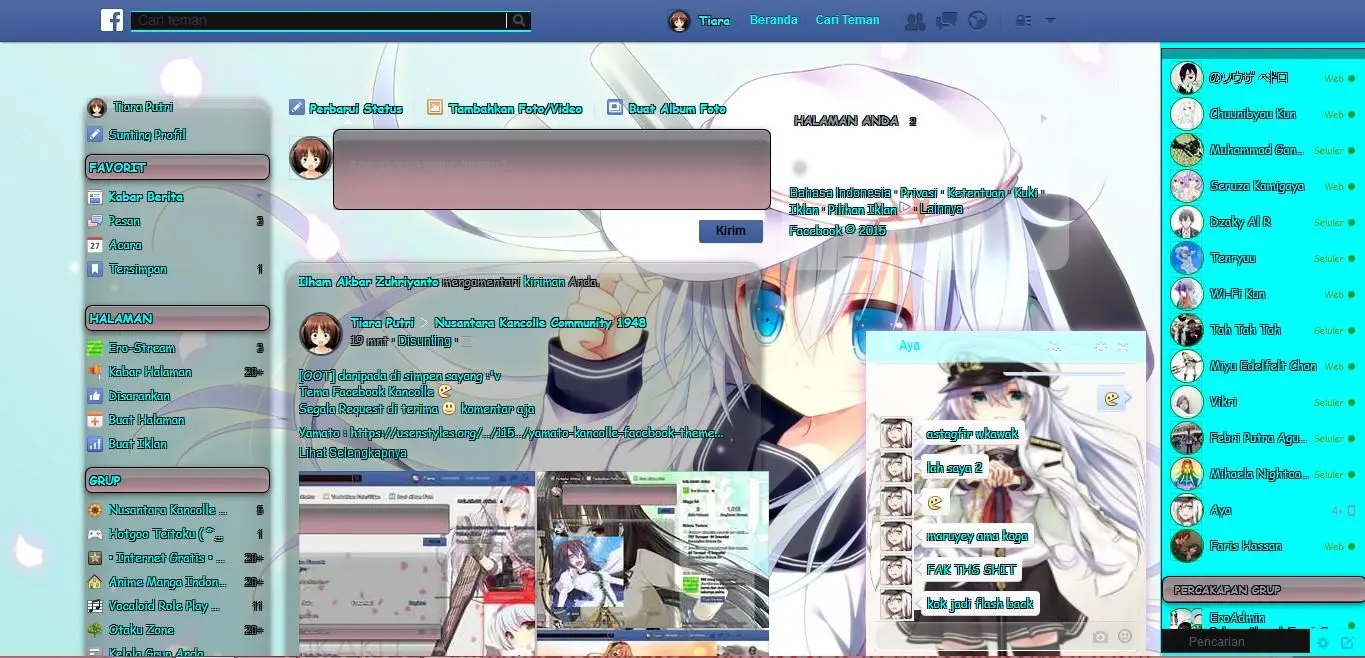 Cari teman
Tiara
Beranda
Cari Teman
Tiara Putri
Sunting Profil
FAVORIT
Kabar Berita
Pesan 3
Acara
Tersimpan 1
HALAMAN
Ero-Stream 3
Kabar Halaman 20+
Disarankan
Buat Halaman
Buat Iklan
GRUP
Nusantara Kancolle ... 5
Hotgoo Teitoku ( 1
· Internet Gratis · ... 20+
Anime Manga Indon... 20+
Vocaloid Role Play ... 11
Otaku Zone 20+
Kelola Grup Anda
Perbarui Status
Tambahkan Foto/Video
Buat Album Foto
Kirim
Ilham Akbar Zuhriyanto mengomentari kiriman Anda.
Tiara Putri > Nusantara Kancolle Community 1948
19 mnt · Disunting ·
[OOT] daripada di simpen sayang :'v
Tema Facebook Kancolle
Segala Request di terima komentar aja
Yamato : https://userstyles.org/.../115.../yamato-kancolle-facebook-theme...
Lihat Selengkapnya
HALAMAN ANDA 2
Bahasa Indonesia · Privasi · Ketentuan · Kuki ·
Iklan · Pilihan Iklan · Lainnya
Facebook © 2015
Aya
astagfir wkawak
lah saya 2
maruyey ama kaga
FAK THS SHIT
kok jadi flash back
のソウザ ペドロ Web
Chuunibyou Kun Web
Muhammad Gan... Seluler
Seruza Kamigaya Web
Dzaky Al R Seluler
Tenryuu Seluler
Wi-Fi Kun Web
Tah Tah Tah Seluler
Miyu Edelfelt Chan Web
Vikri Seluler
Febri Putra Agu... Seluler
Mihaela Nightoo... Seluler
Aya 4+
Faris Hassan Web
PERCAKAPAN GRUP
EroAdmin
Pencarian